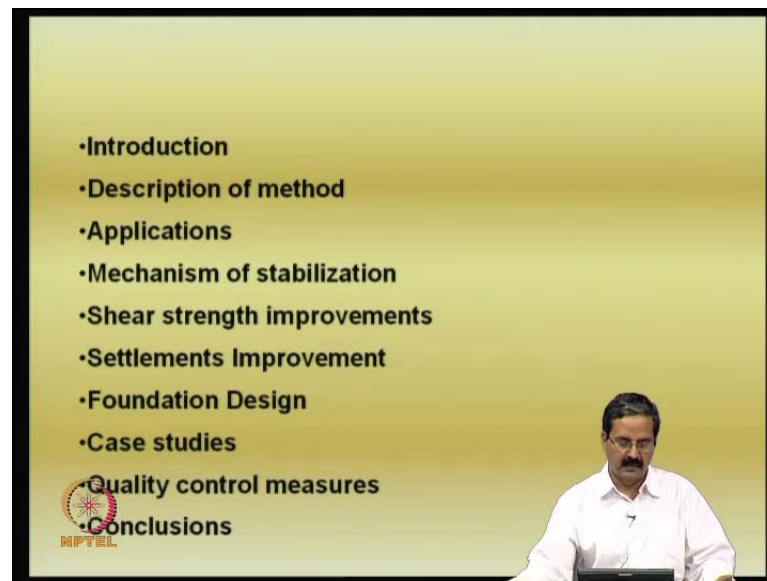 •Introduction
•Description of method
•Applications
•Mechanism of stabilization
•Shear strength improvements
•Settlements Improvement
•Foundation Design
•Case studies
•Quality control measures
•Conclusions
NPTEL